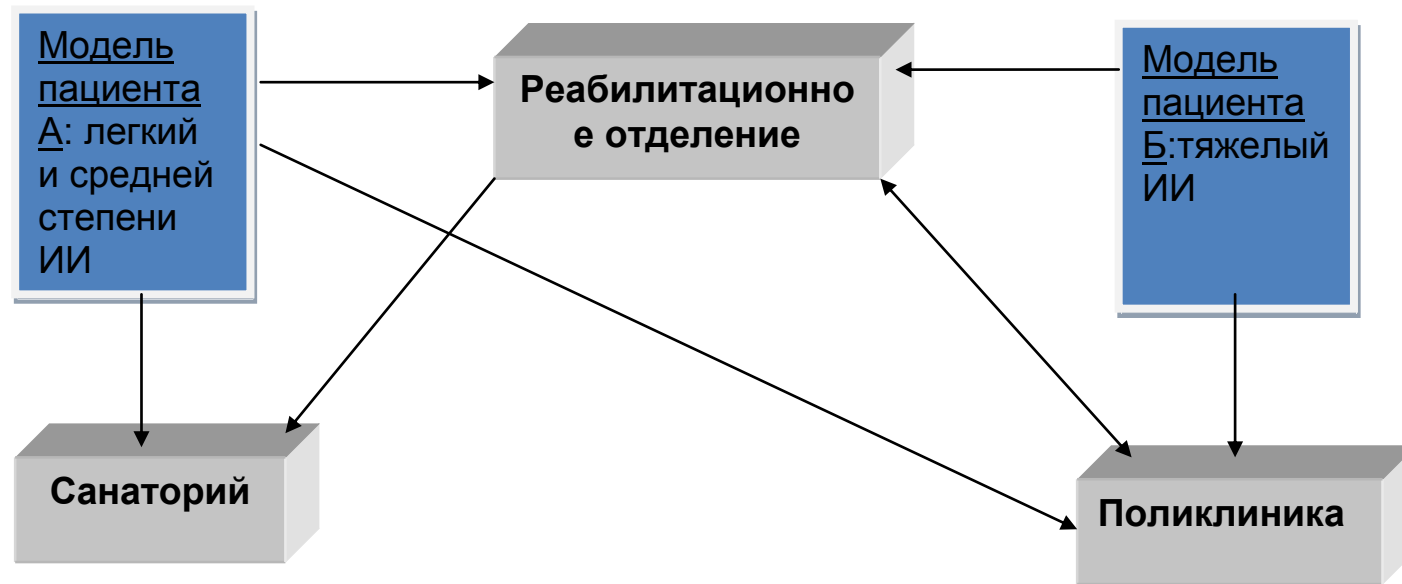 Модель
пациента
А: легкий
и средней
степени
ИИ
Реабилитационно
е отделение
Модель
пациента
Б:тяжелый
ИИ
Санаторий
Поликлиника